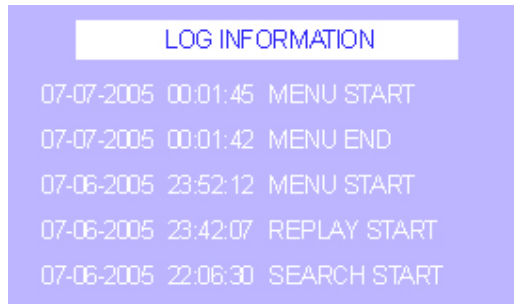 LOG INFORMATION
07-07-2005 00:01:45 MENU START
07-07-2005 00:01:42 MENU END
07-06-2005 23:52:12 MENU START
07-06-2005 23:42:07 REPLAY START
07-06-2005 22:06:30 SEARCH START